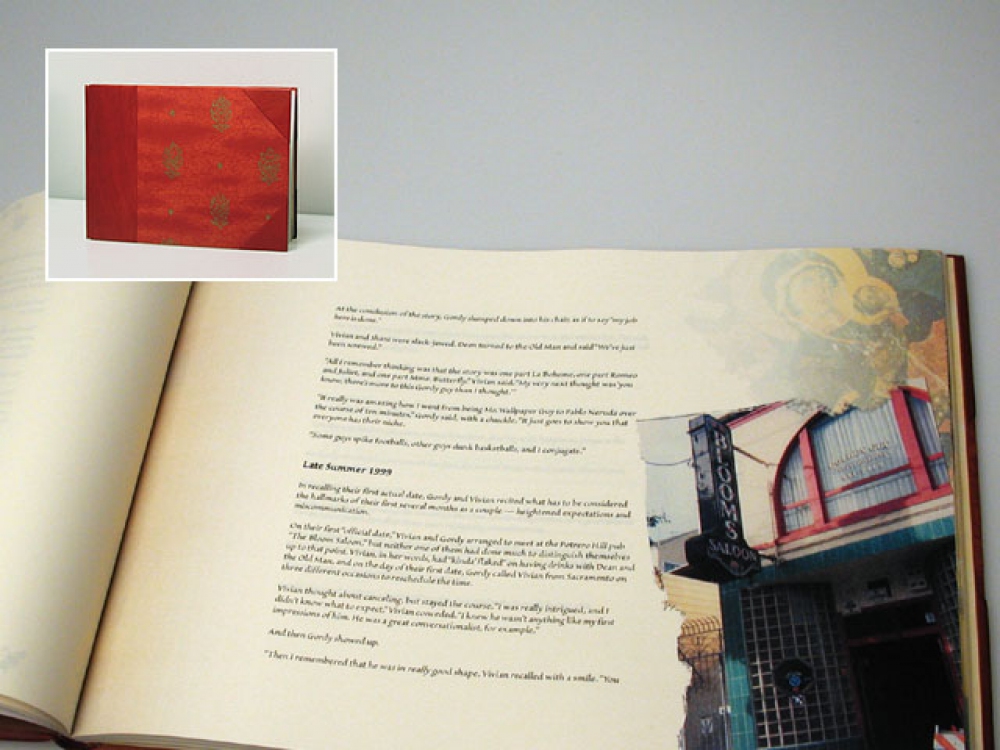 At the conclusion of the story, Gordy slumped down into his chair, as if to say "my job
here is done."
Vivian and Shani were slack-jawed. Dean turned to the Old Man and said "We've just
been
"All I remember thinking was that the story was one part La Boheme, one part Romeo
and Juliet, and one part Mme. Butterfly," Vivian said. "My very next thought was 'you
know, there's more to this Gordy guy than I thought.'"
"It really was amazing how I went from being Mr. Wallpaper Guy to Pablo Neruda over
the course of ten minutes," Gordy said, with a chuckle. "It just goes to show you that
everyone has their niche.
"Some guys spike footballs, other guys dunk basketballs, and I conjugate."
Late Summer 1999
In recalling their first actual date, Gordy and Vivian recited what has to be considered
the hallmarks of their first several months as a couple — heightened expectations and
miscommunication.
On their first "official date," Vivian and Gordy arranged to meet at the Potrero Hill pub
"The Bloom Saloon," but neither one of them had done much to distinguish themselves
up to that point. Vivian, in her words, had "kinda' flaked" on having drinks with Dean and
the Old Man, and on the day of their first date, Gordy called Vivian from Sacramento on
three different occasions to reschedule the time.
Vivian thought about canceling, but stayed the course. "I was really intrigued, and I
didn't know what to expect," Vivian conceded. "I knew he wasn't anything like my first
impressions of him. He was a great conversationalist, for example."
And then Gordy showed up.
"Then I remembered that he was in really good shape, Vivian recalled with a smile. "You
BLOOMS
SALOON